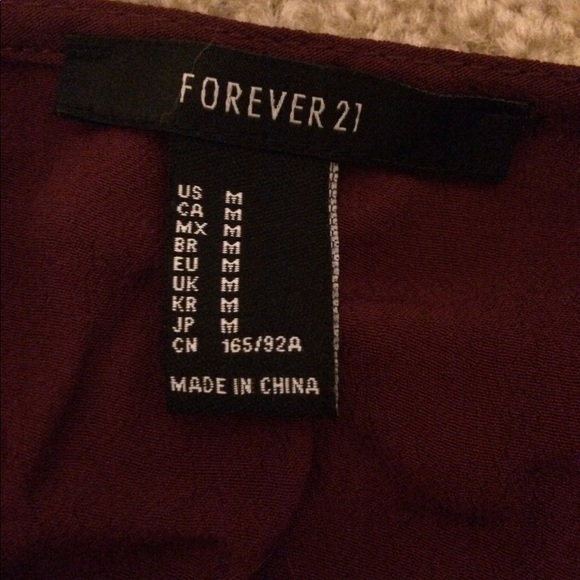 FOREVER 21
US M
CA M
MX M
BR M
EU M
UK M
KR M
JP M
CN 165/92A
MADE IN CHINA